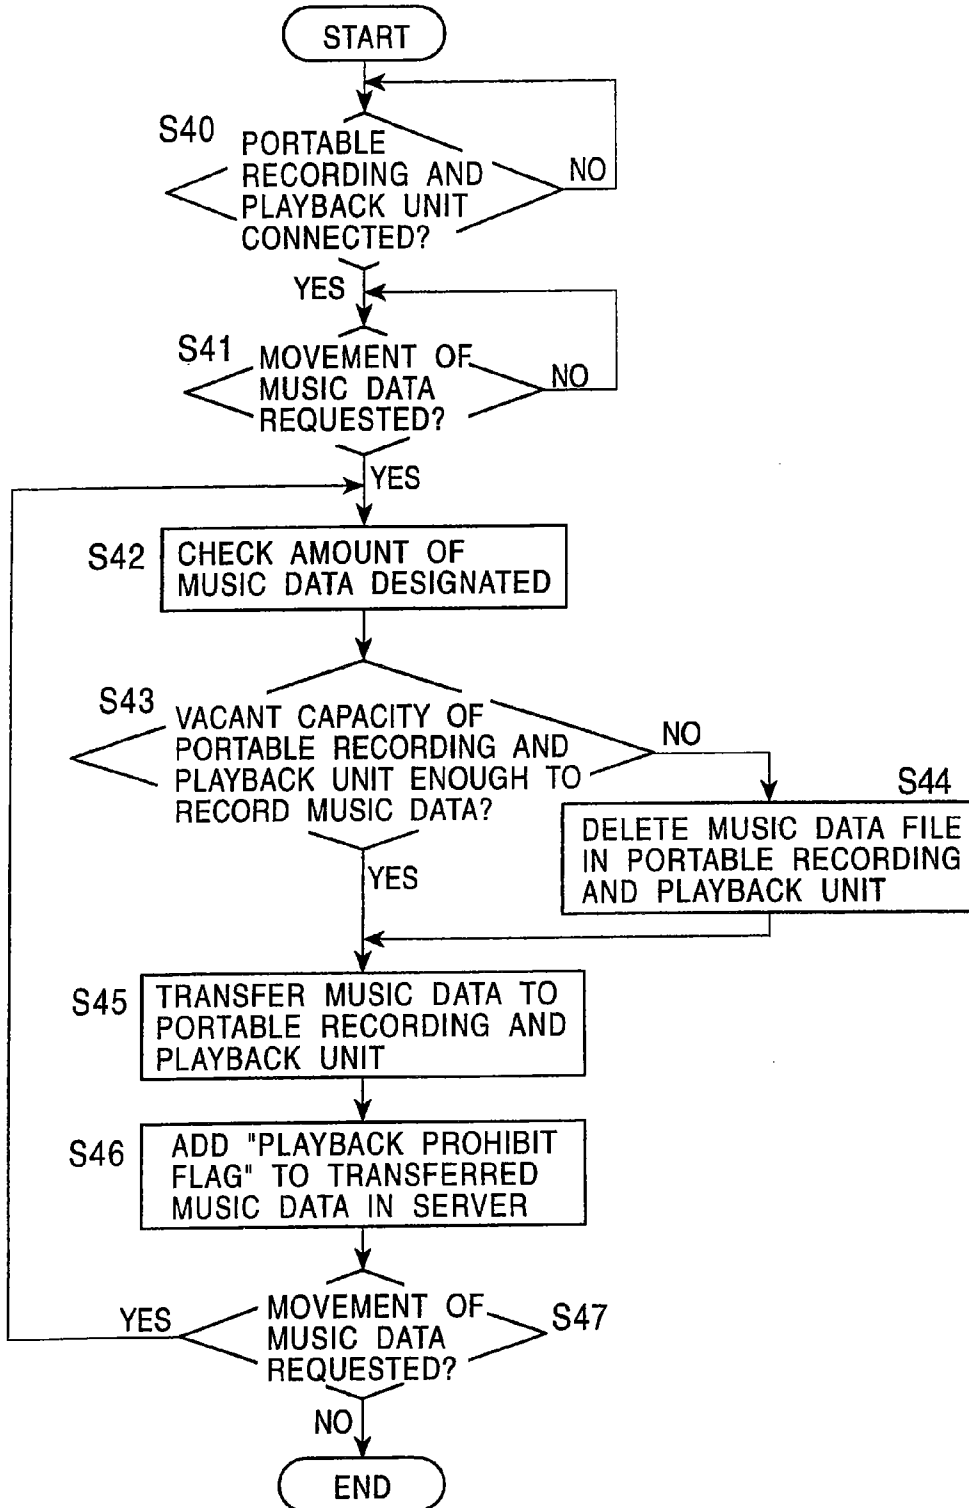 START
S40
PORTABLE
RECORDING AND
PLAYBACK UNIT
CONNECTED?
NO
YES
S41
MOVEMENT OF
MUSIC DATA
REQUESTED?
NO
YES
S42
CHECK AMOUNT OF
MUSIC DATA DESIGNATED
S43
VACANT CAPACITY OF
PORTABLE RECORDING AND
PLAYBACK UNIT ENOUGH TO
RECORD MUSIC DATA?
NO
YES
S44
DELETE MUSIC DATA FILE
IN PORTABLE RECORDING
AND PLAYBACK UNIT
S45
TRANSFER MUSIC DATA TO
PORTABLE RECORDING AND
PLAYBACK UNIT
S46
ADD "PLAYBACK PROHIBIT
FLAG" TO TRANSFERRED
MUSIC DATA IN SERVER
YES
MOVEMENT OF
MUSIC DATA
REQUESTED?
S47
NO
END